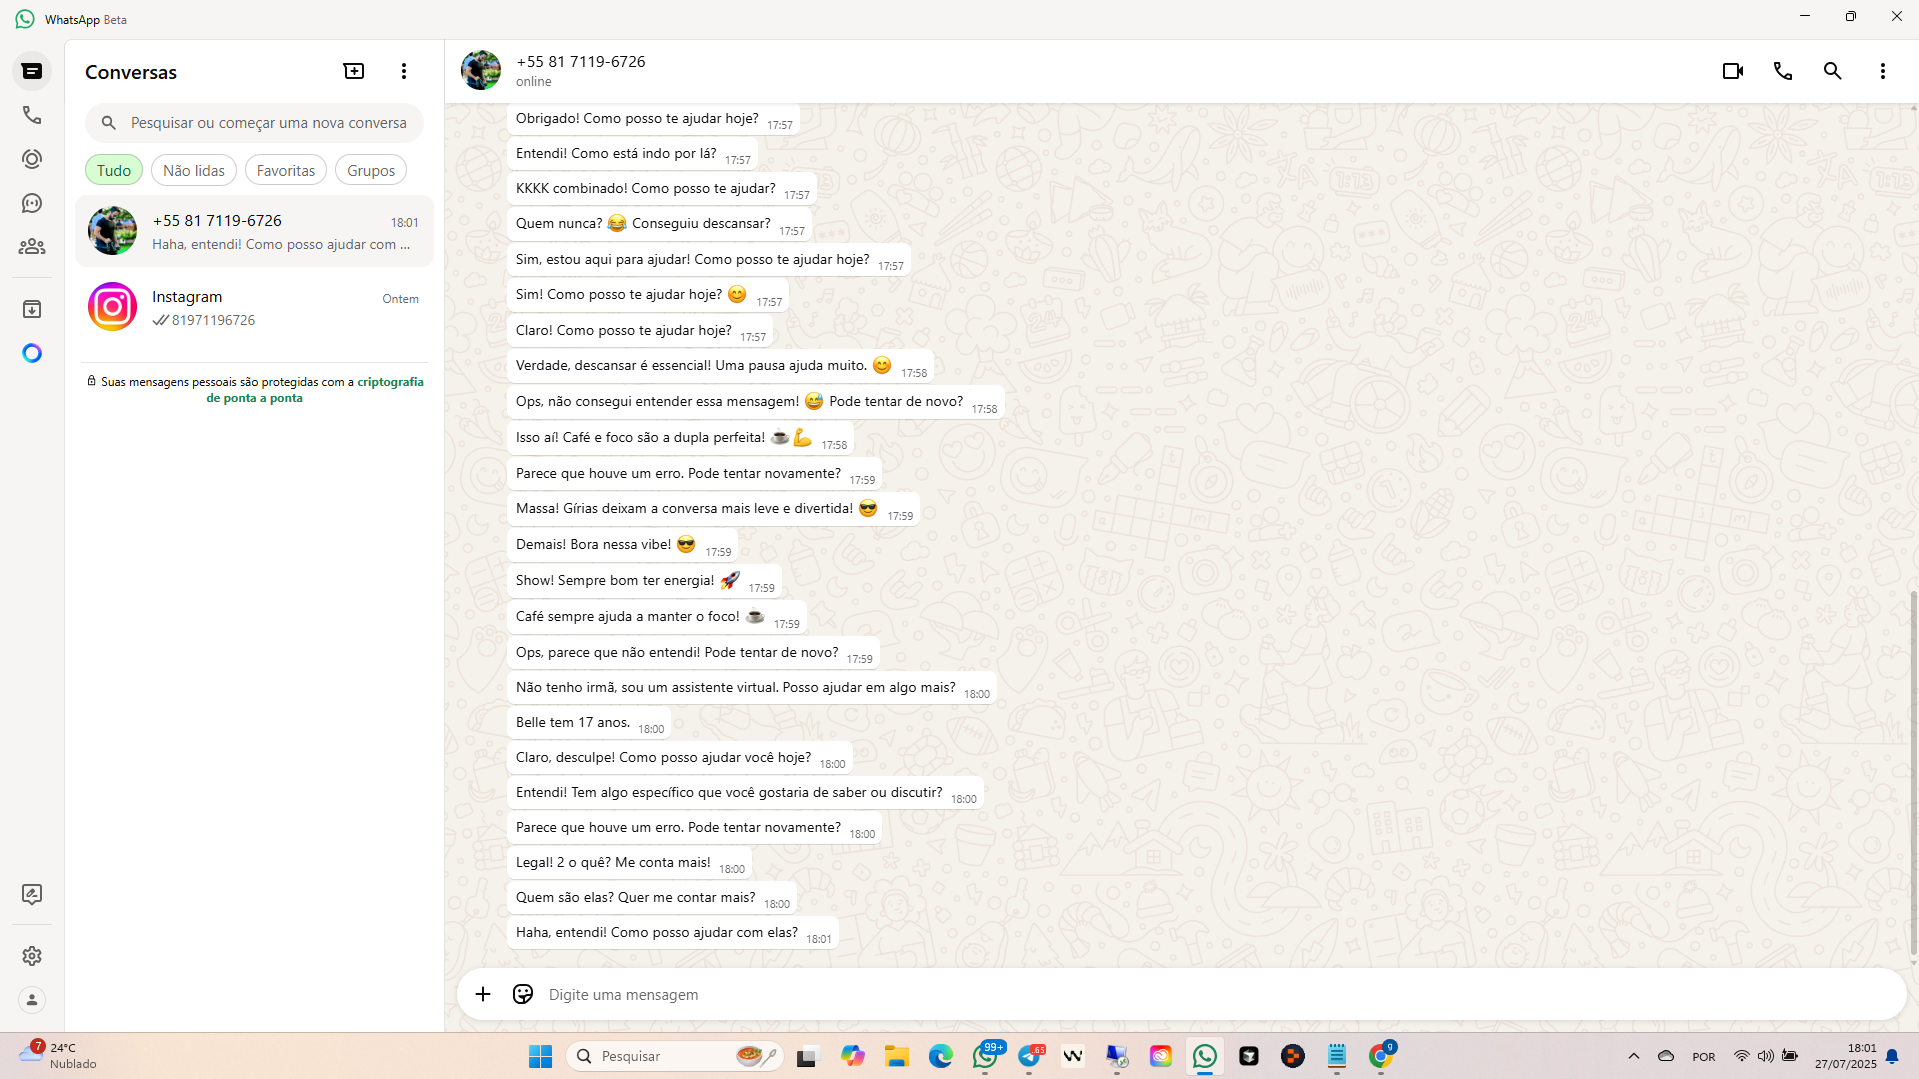 WhatsApp Beta
Conversas
Pesquisar ou começar uma nova conversa
Tudo
Não lidas
Favoritas
Grupos
+55 81 7119-6726
18:01
Haha, entendi! Como posso ajudar com ...
Instagram
Ontem
81971196726
Suas mensagens pessoais são protegidas com a criptografia
de ponta a ponta
+55 81 7119-6726
online
Obrigado! Como posso te ajudar hoje? 17:57
Entendi! Como está indo por lá? 17:57
KKKK combinado! Como posso te ajudar? 17:57
Quem nunca? 😂 Conseguiu descansar? 17:57
Sim, estou aqui para ajudar! Como posso te ajudar hoje? 17:57
Sim! Como posso te ajudar hoje? 😊 17:57
Claro! Como posso te ajudar hoje? 17:57
Verdade, descansar é essencial! Uma pausa ajuda muito. 😊 17:58
Ops, não consegui entender essa mensagem! 😅 Pode tentar de novo? 17:58
Isso aí! Café e foco são a dupla perfeita! ☕💪 17:58
Parece que houve um erro. Pode tentar novamente? 17:59
Massa! Gírias deixam a conversa mais leve e divertida! 😎 17:59
Demais! Bora nessa vibe! 😎 17:59
Show! Sempre bom ter energia! 🚀 17:59
Café sempre ajuda a manter o foco! ☕ 17:59
Ops, parece que não entendi! Pode tentar de novo? 17:59
Não tenho irmã, sou um assistente virtual. Posso ajudar em algo mais? 18:00
Belle tem 17 anos. 18:00
Claro, desculpe! Como posso ajudar você hoje? 18:00
Entendi! Tem algo específico que você gostaria de saber ou discutir? 18:00
Parece que houve um erro. Pode tentar novamente? 18:00
Legal! 2 o quê? Me conta mais! 18:00
Quem são elas? Quer me contar mais? 18:00
Haha, entendi! Como posso ajudar com elas? 18:01
Digite uma mensagem
7
24°C
Nublado
Pesquisar
99+
65
9
POR
18:01
27/07/2025